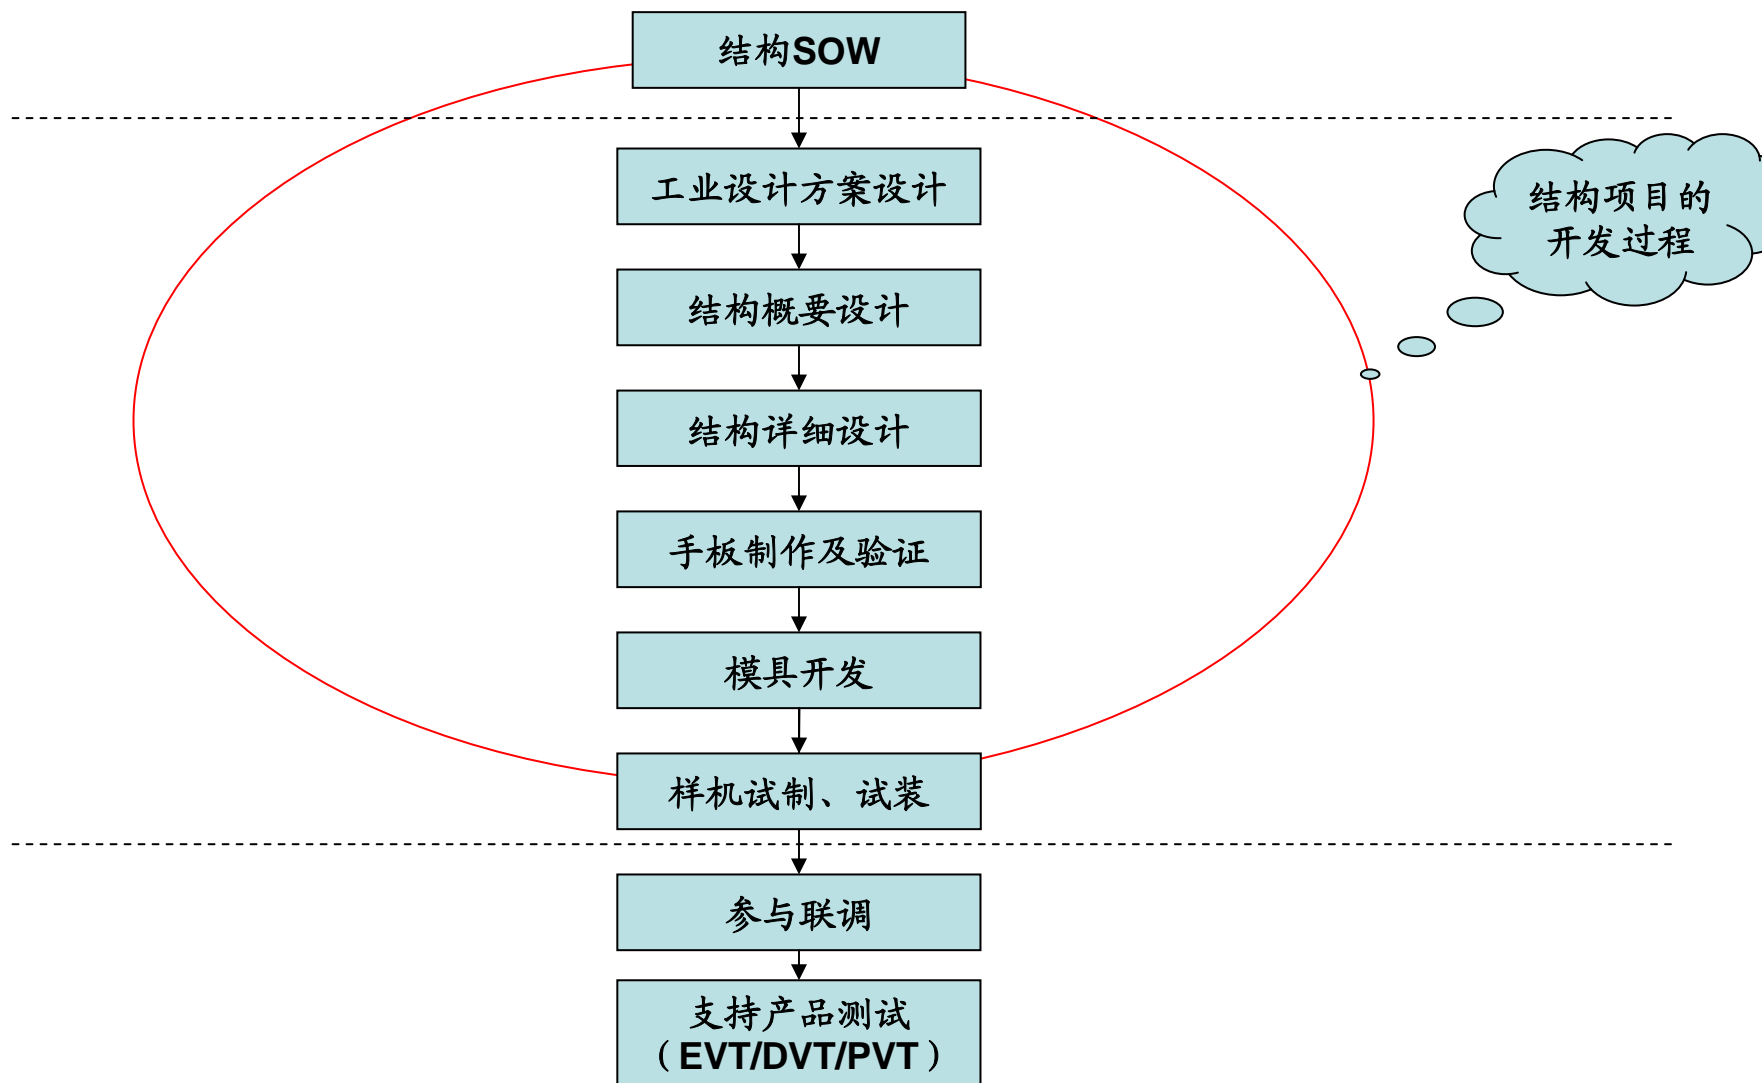 结构SOW
工业设计方案设计
结构项目的
开发过程
结构概要设计
结构详细设计
手板制作及验证
模具开发
样机试制、试装
参与联调
支持产品测试
（EVT/DVT/PVT）